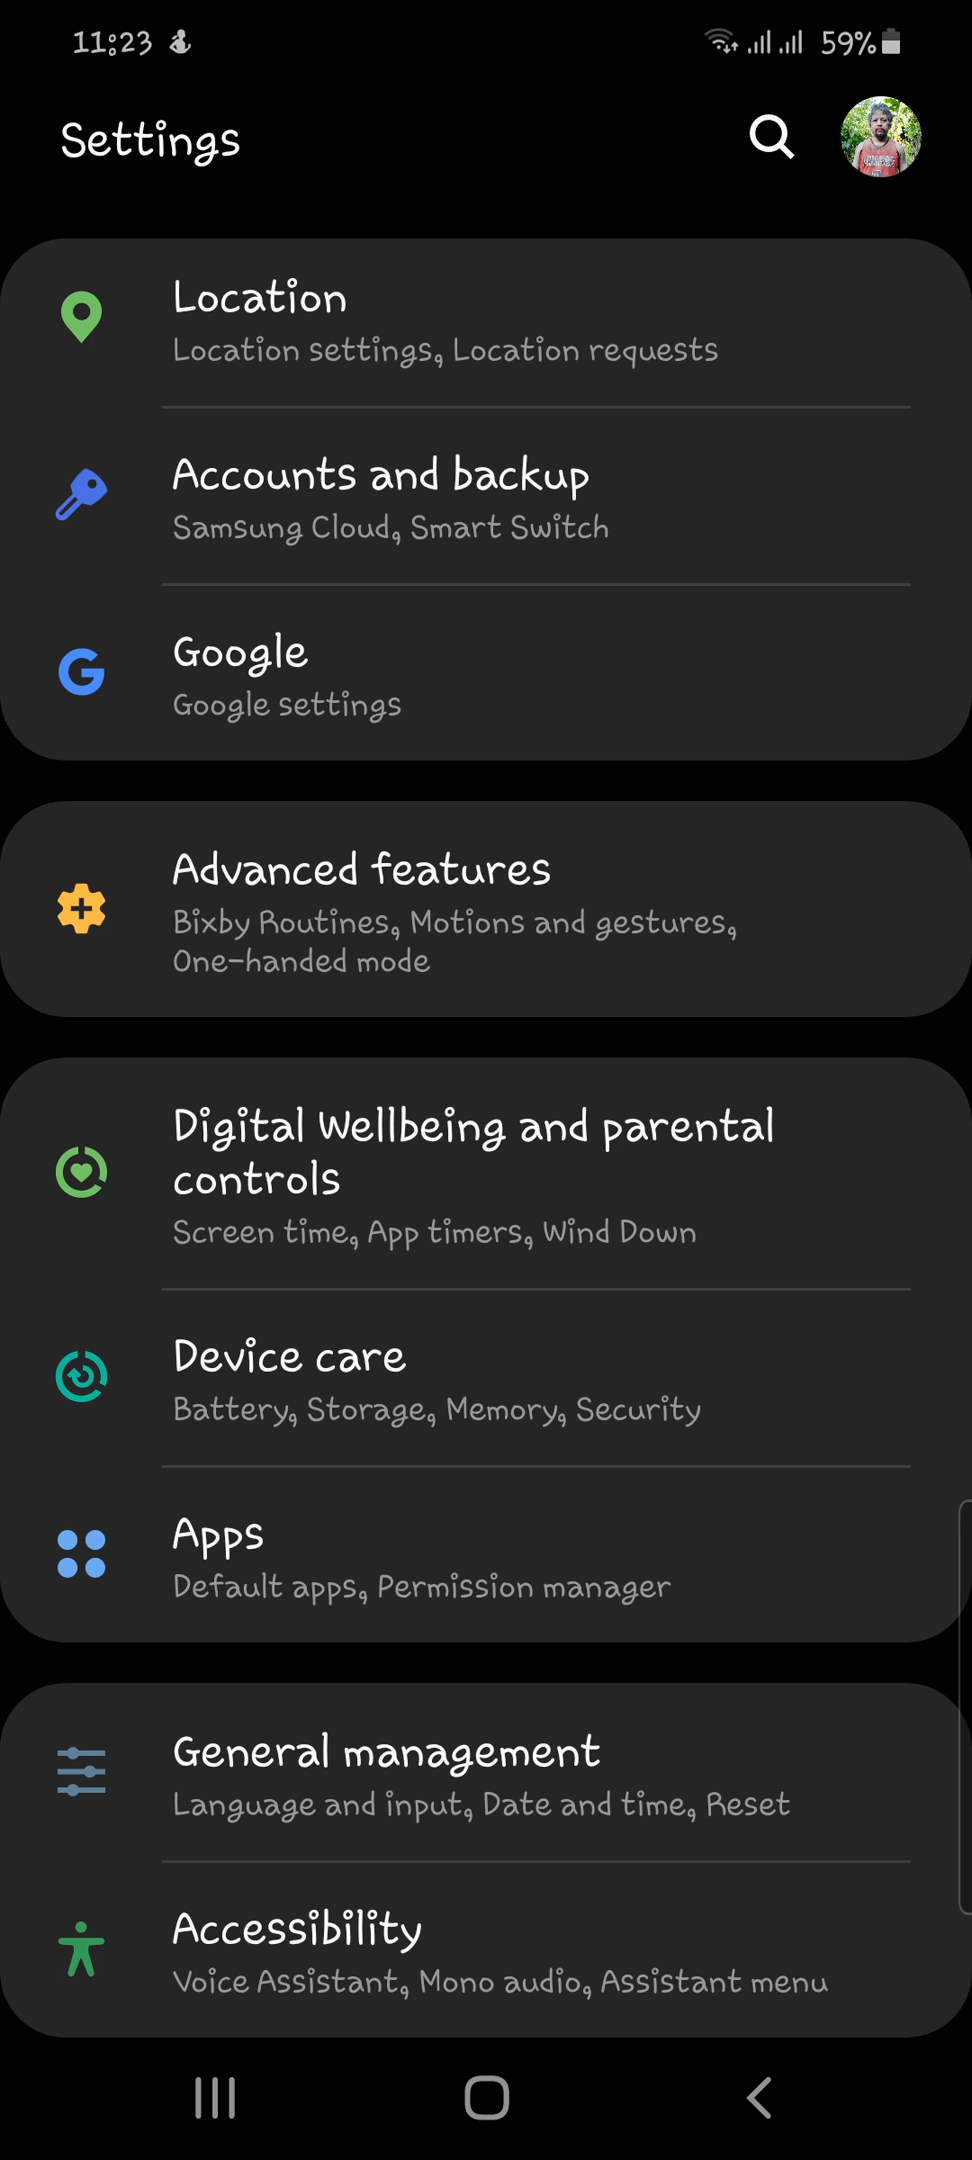 11:23 59%
Settings
Location
Location settings, Location requests
Accounts and backup
Samsung Cloud, Smart Switch
Google
Google settings
Advanced features
Bixby Routines, Motions and gestures,
One-handed mode
Digital Wellbeing and parental
controls
Screen time, App timers, Wind Down
Device care
Battery, Storage, Memory, Security
Apps
Default apps, Permission manager
General management
Language and input, Date and time, Reset
Accessibility
Voice Assistant, Mono audio, Assistant menu